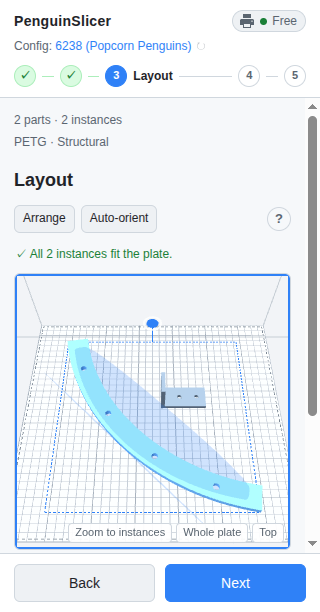 PenguinSlicer
Free
Config: 6238 (Popcorn Penguins)
3 Layout 4 5
2 parts · 2 instances
PETG · Structural
Layout
Arrange Auto-orient ?
✓ All 2 instances fit the plate.
Zoom to instances Whole plate Top
Back Next